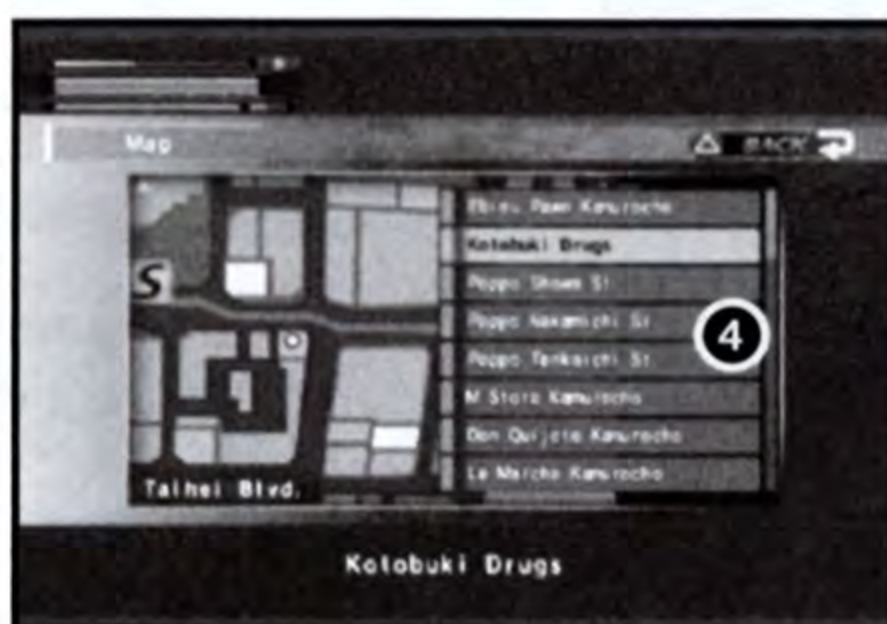 Map
△ BACK
Ebisu Pawn Kamurocho
Kotobuki Drugs
Poppo Showa St
Poppo Nakamichi St
Poppo Tenkaichi St
M Store Kamurocho
Don Quijote Kamurocho
Le Marche Kamurocho
S
4
Taihei Blvd.
Kotobuki Drugs